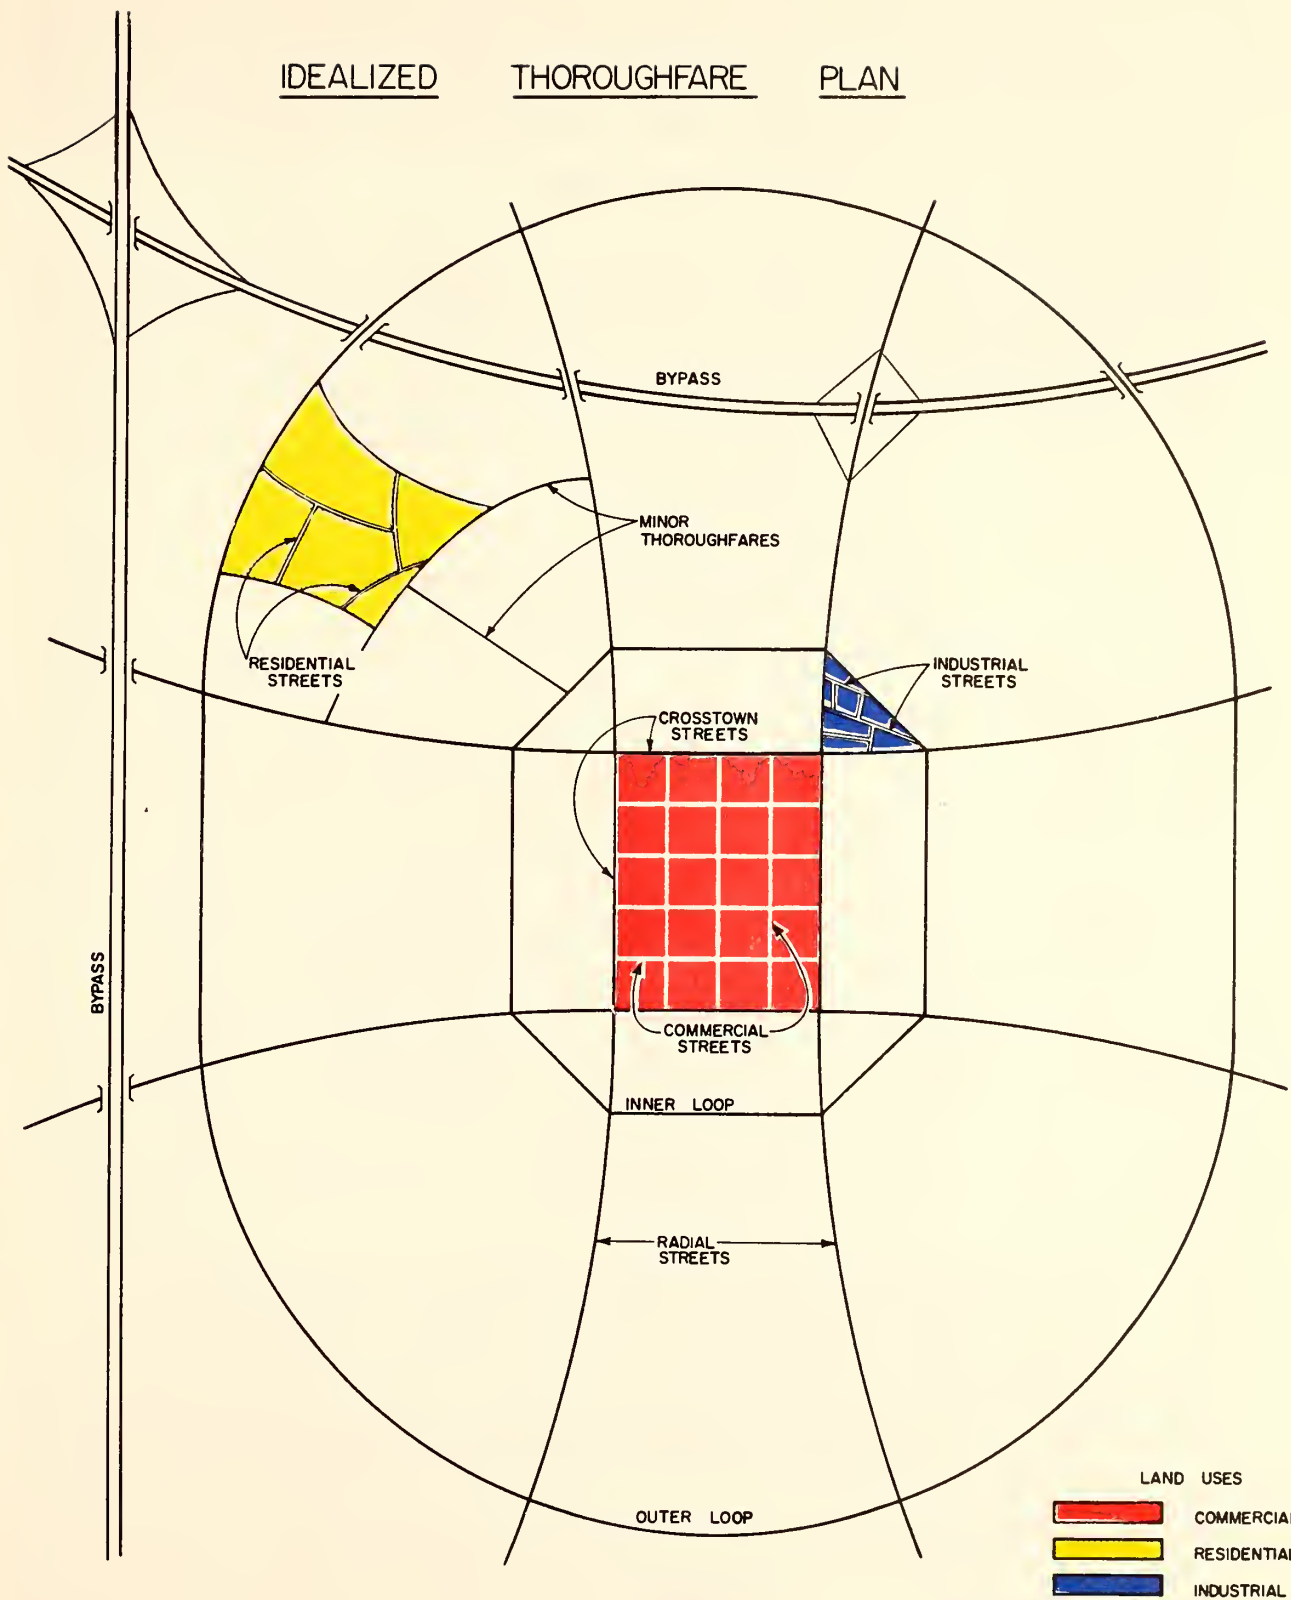 IDEALIZED THOROUGHFARE PLAN
BYPASS
MINOR
THOROUGHFARES
RESIDENTIAL
STREETS
INDUSTRIAL
STREETS
CROSSTOWN
STREETS
BYPASS
COMMERCIAL
STREETS
INNER LOOP
RADIAL
STREETS
OUTER LOOP
LAND USES
COMMERCIAL
RESIDENTIAL
INDUSTRIAL